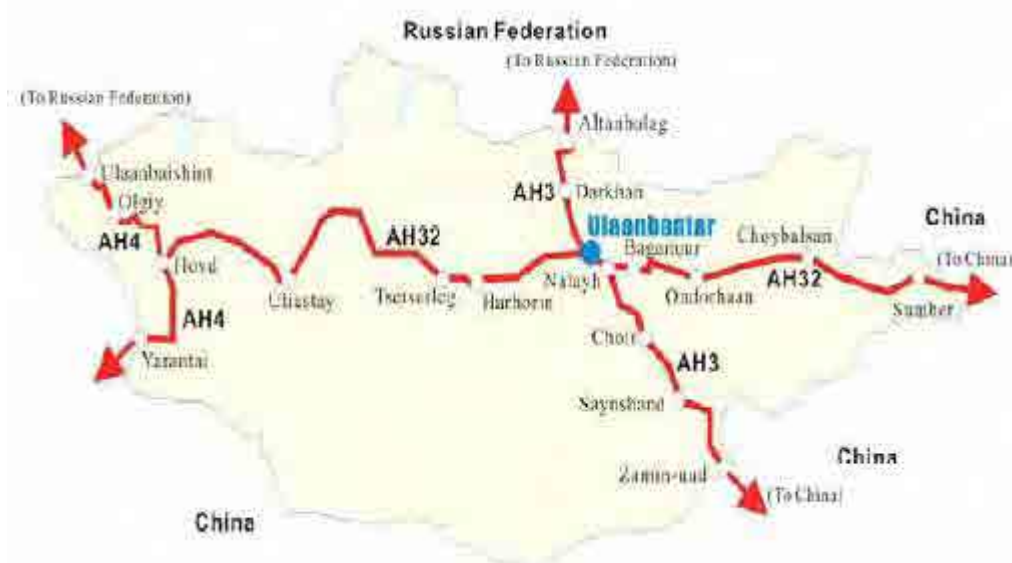 Russian Federation
(To Russian Federation)
(To Russian Federation)
Altanbulag
Ulaanbaishint
Darkhan
AH3
Olgiy
Ulaanbaatar
China
AH4
AH32
Choybalsan
Baganuur
(To China)
Hovd
Nalayh
AH32
Uliastay
Tsetserleg
Harhorin
Ondorhaan
Sumber
AH4
Choir
AH3
Yarantai
Saynshand
China
Zamin-uud
(To China)
China